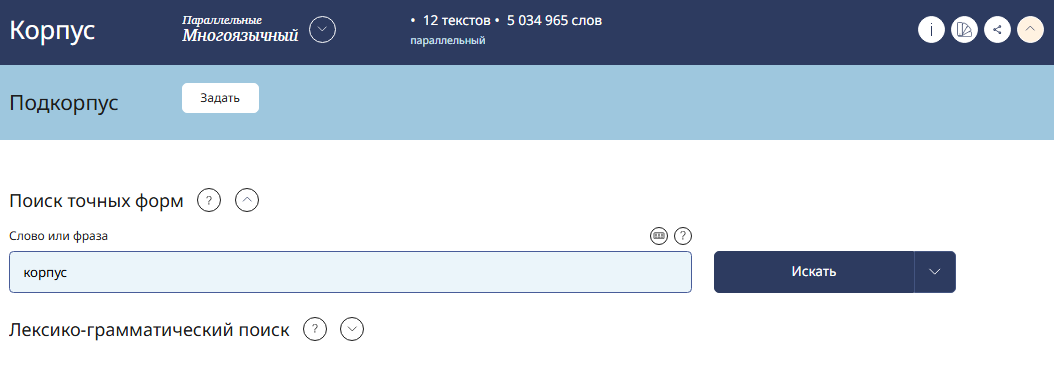 Корпус
Параллельные
Многоязычный
• 12 текстов • 5 034 965 слов
параллельный
i
Подкорпус
Задать
Поиск точных форм ?
Слово или фраза
?
корпус
Искать
Лексико-грамматический поиск ?